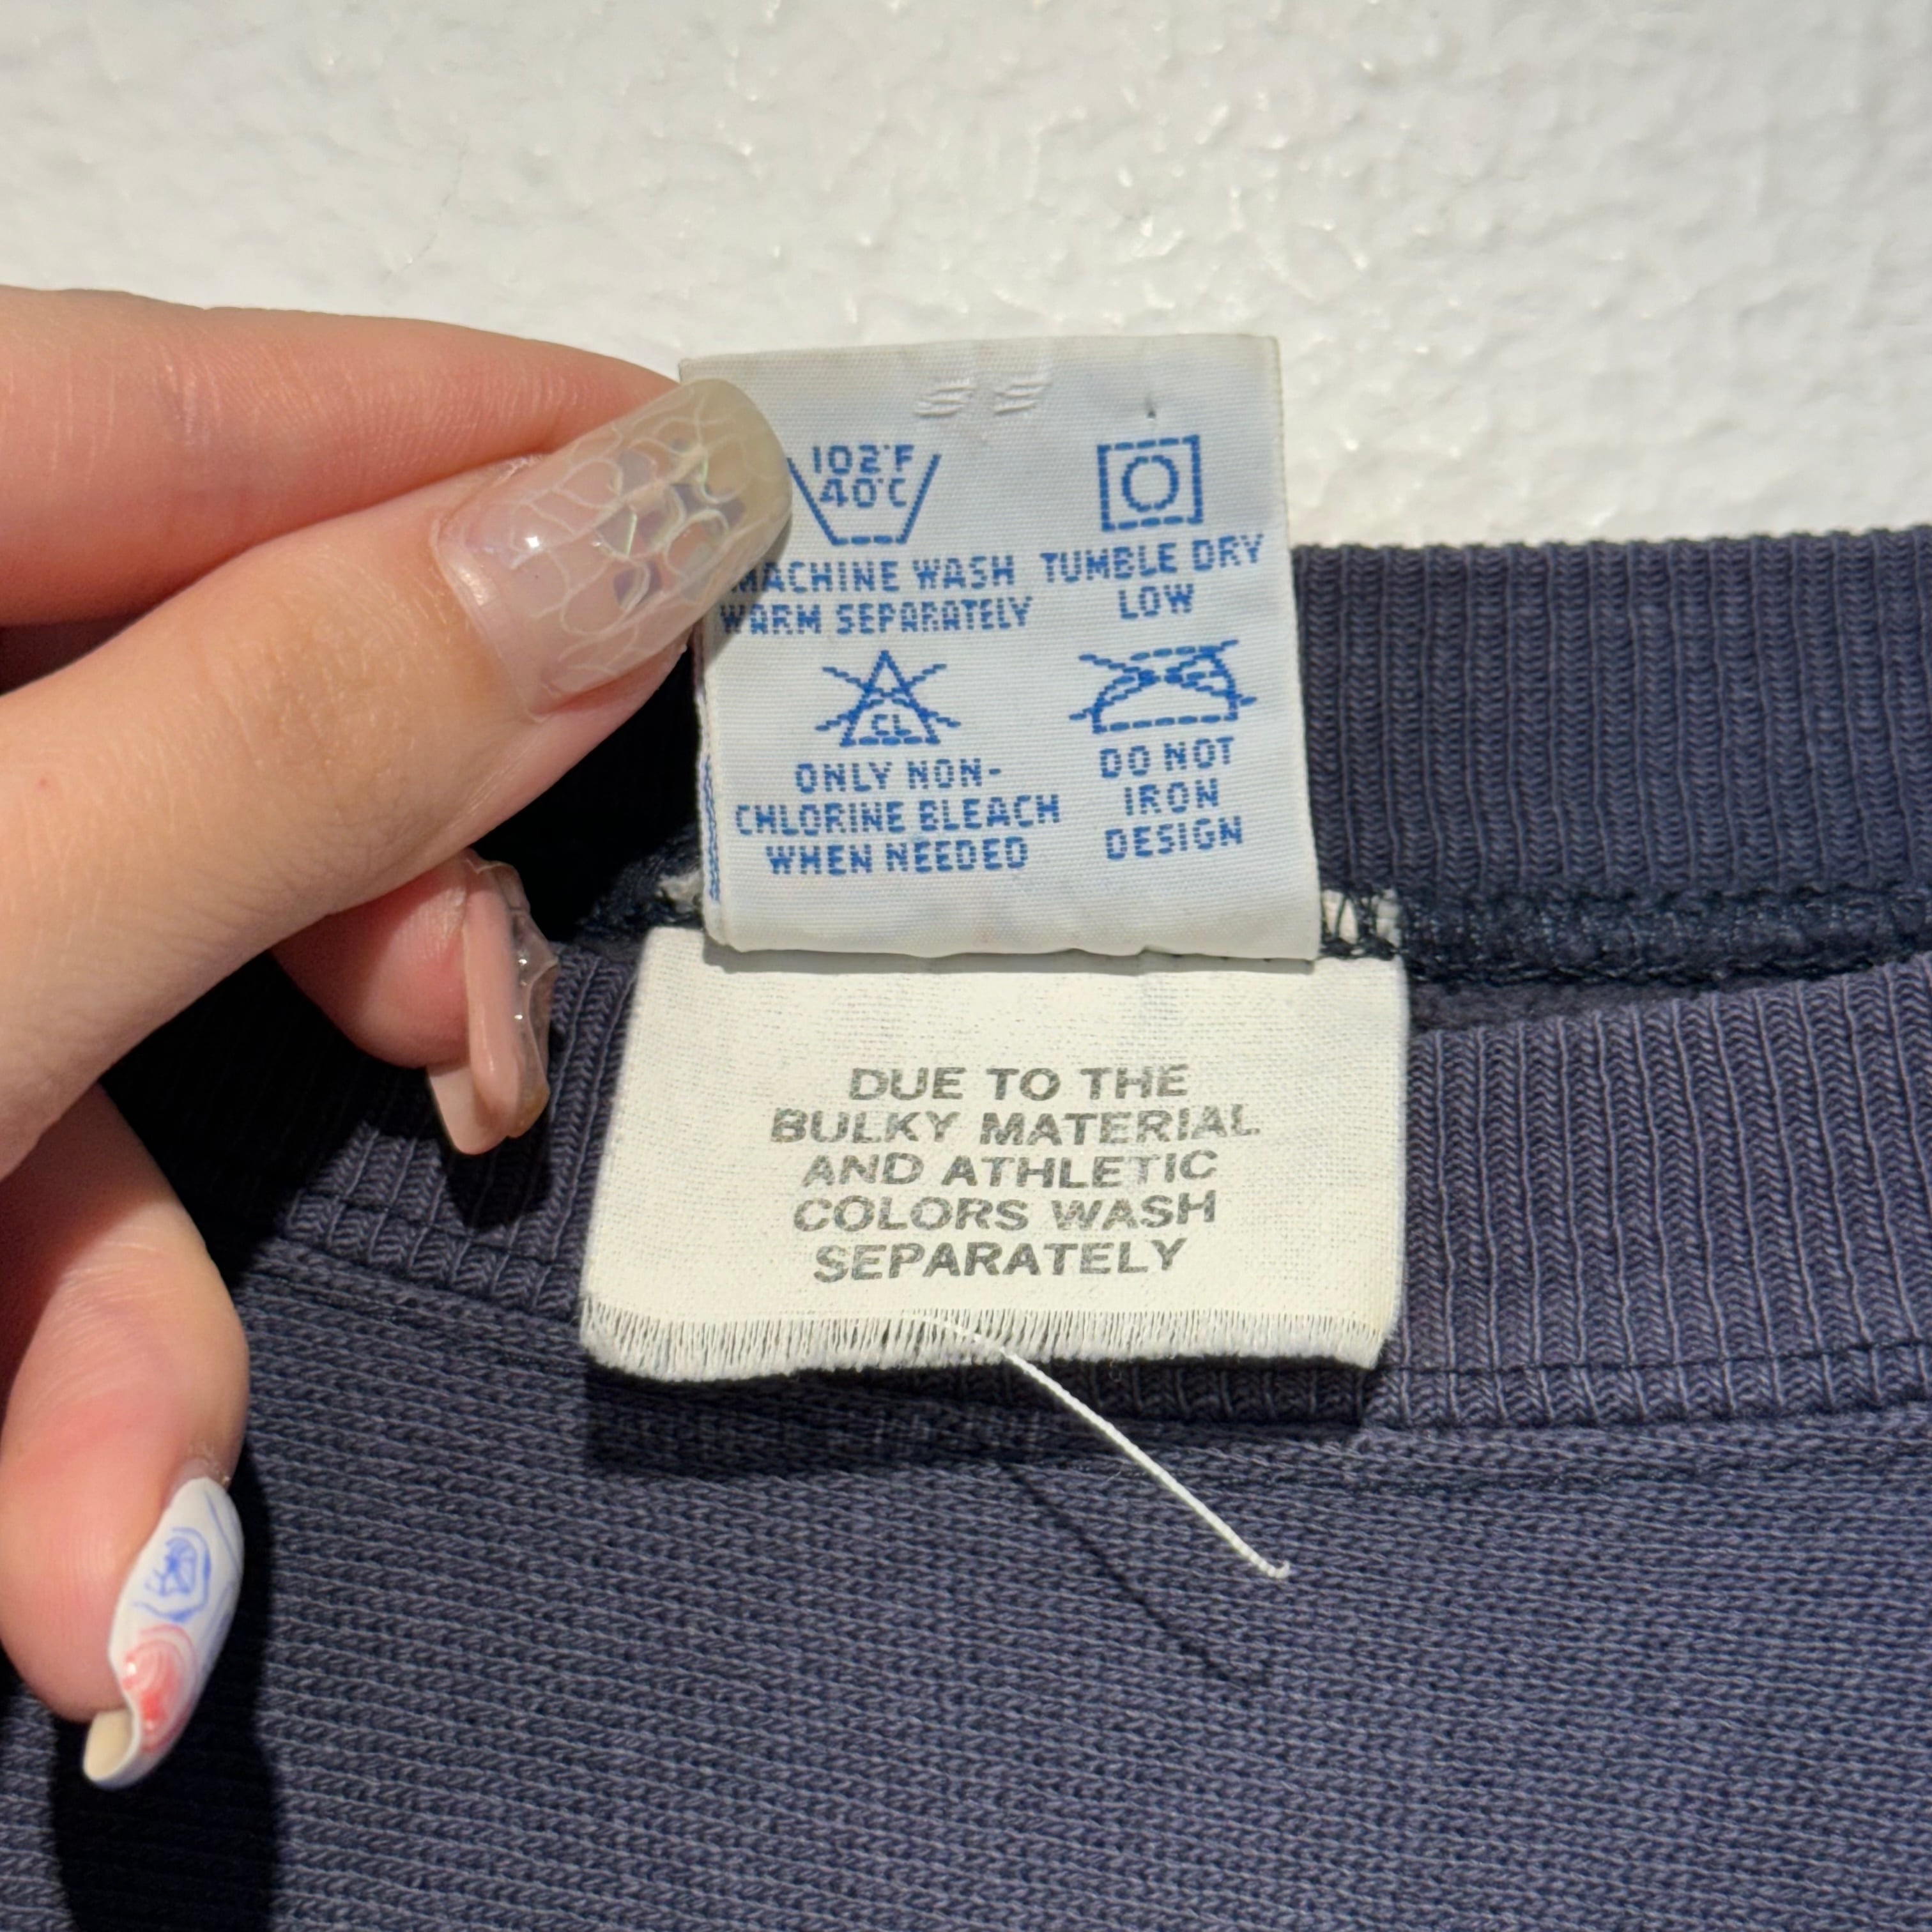 102°F
40°C
MACHINE WASH
WARM SEPARATELY
TUMBLE DRY
LOW
CL
ONLY NON-
CHLORINE BLEACH
WHEN NEEDED
DO NOT
IRON
DESIGN
DUE TO THE
BULKY MATERIAL
AND ATHLETIC
COLORS WASH
SEPARATELY